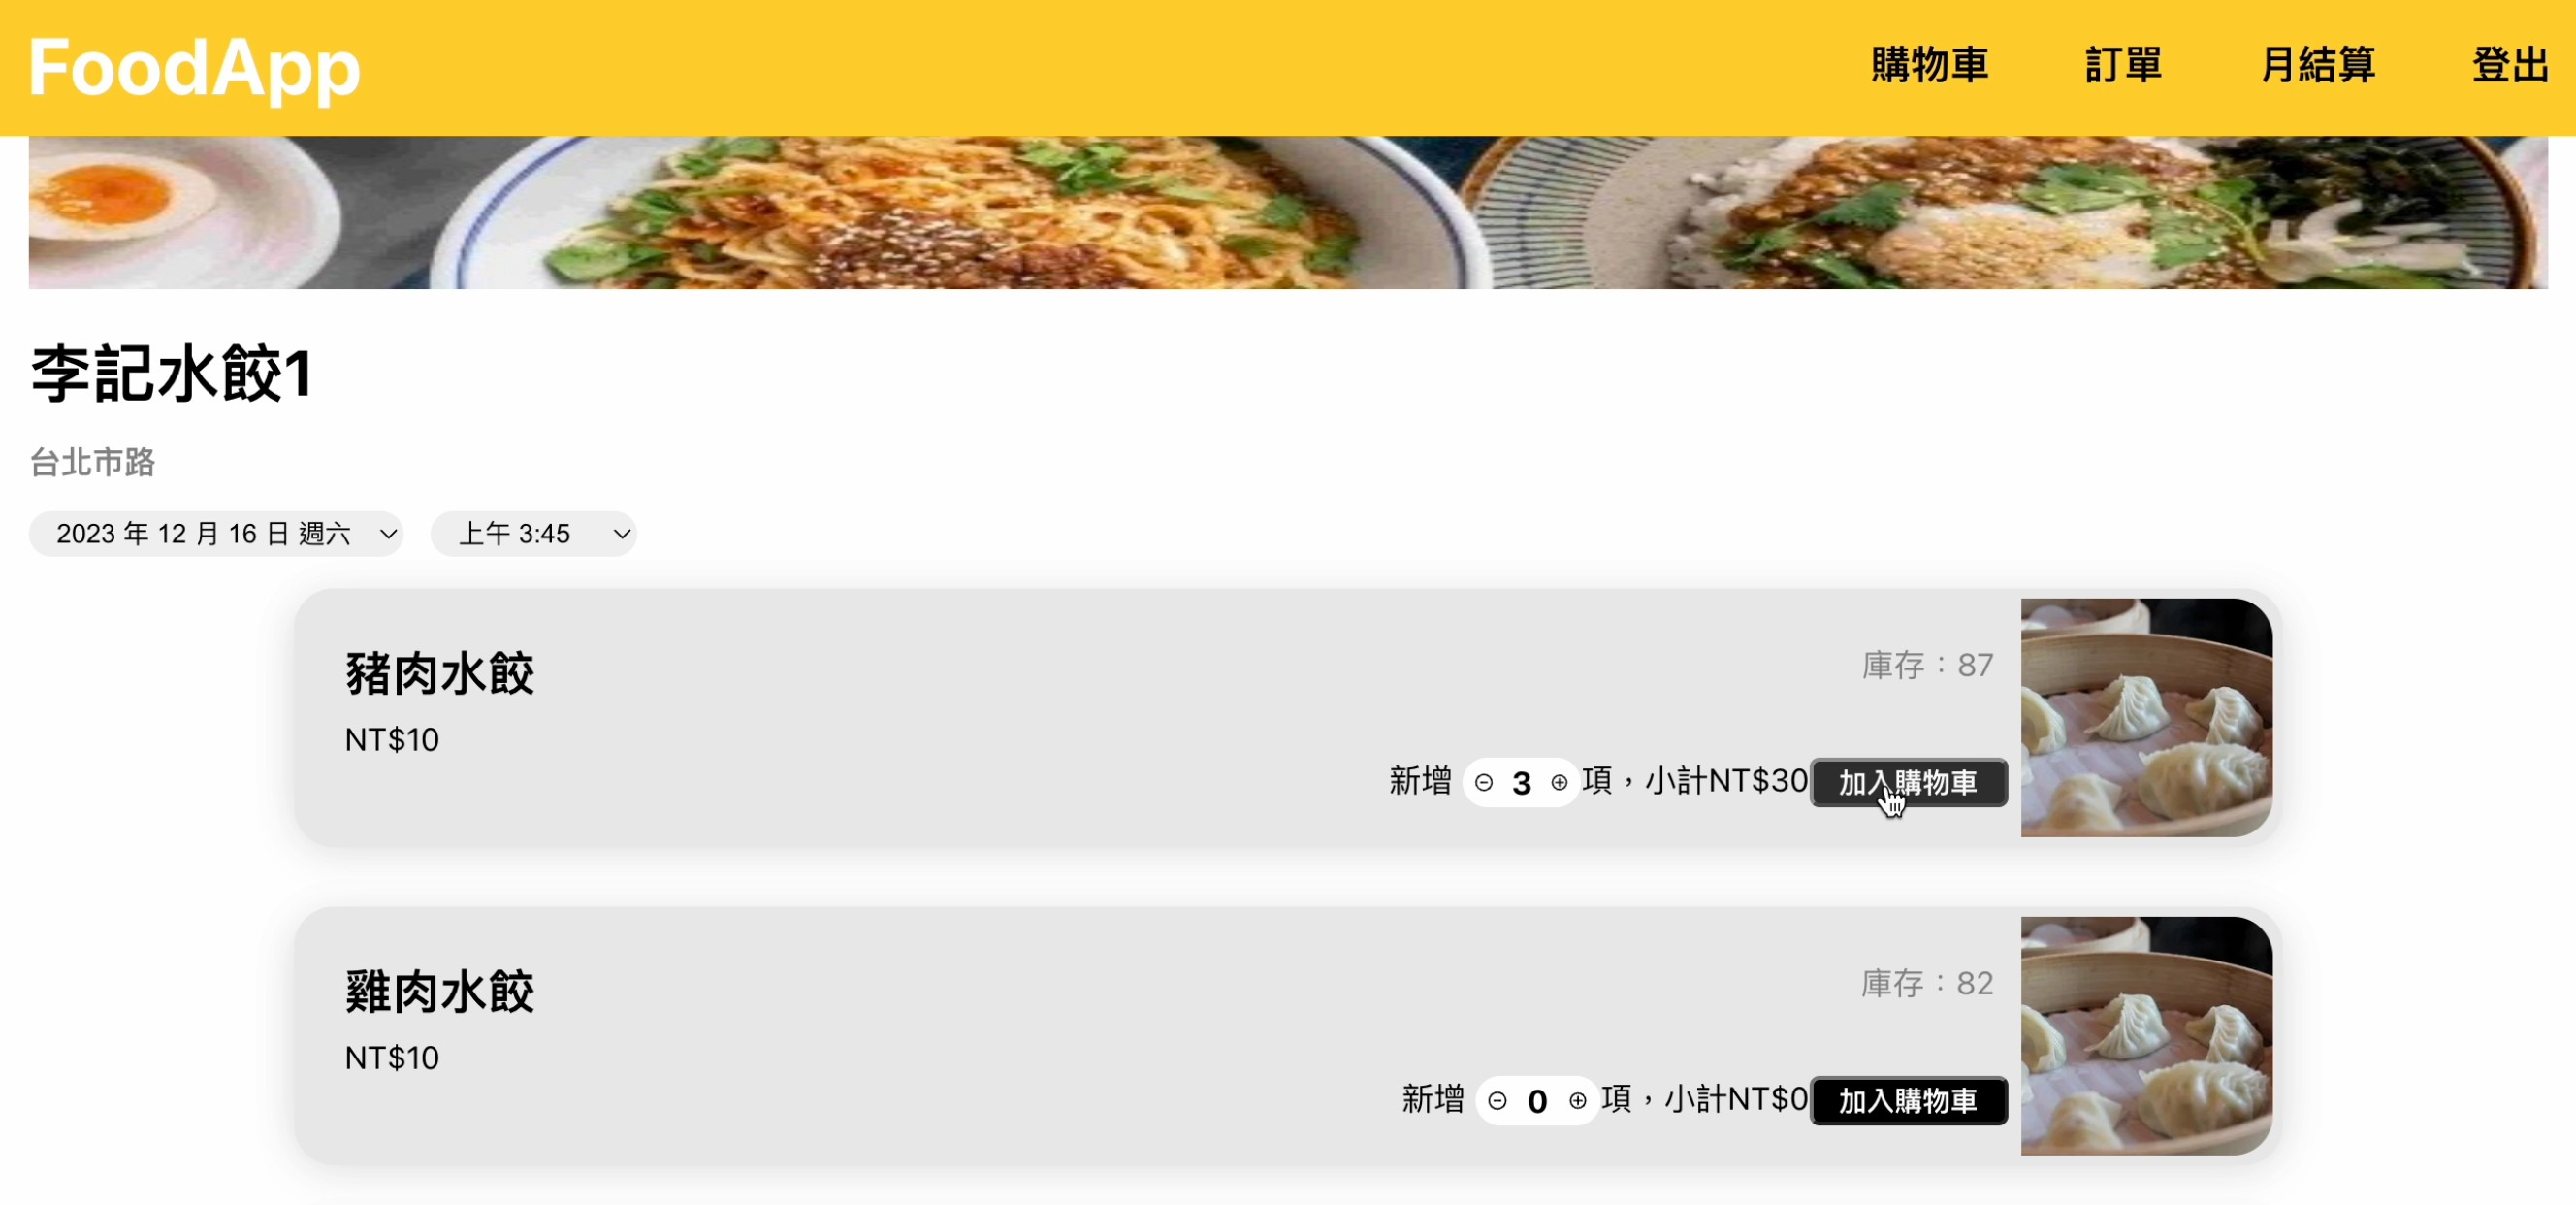 FoodApp 購物車 訂單 月結算 登出
李記水餃1
台北市路
2023 年 12 月 16 日 週六 上午 3:45
豬肉水餃
庫存：87
NT$10
新增 3 項，小計NT$30 加入購物車
雞肉水餃
庫存：82
NT$10
新增 0 項，小計NT$0 加入購物車